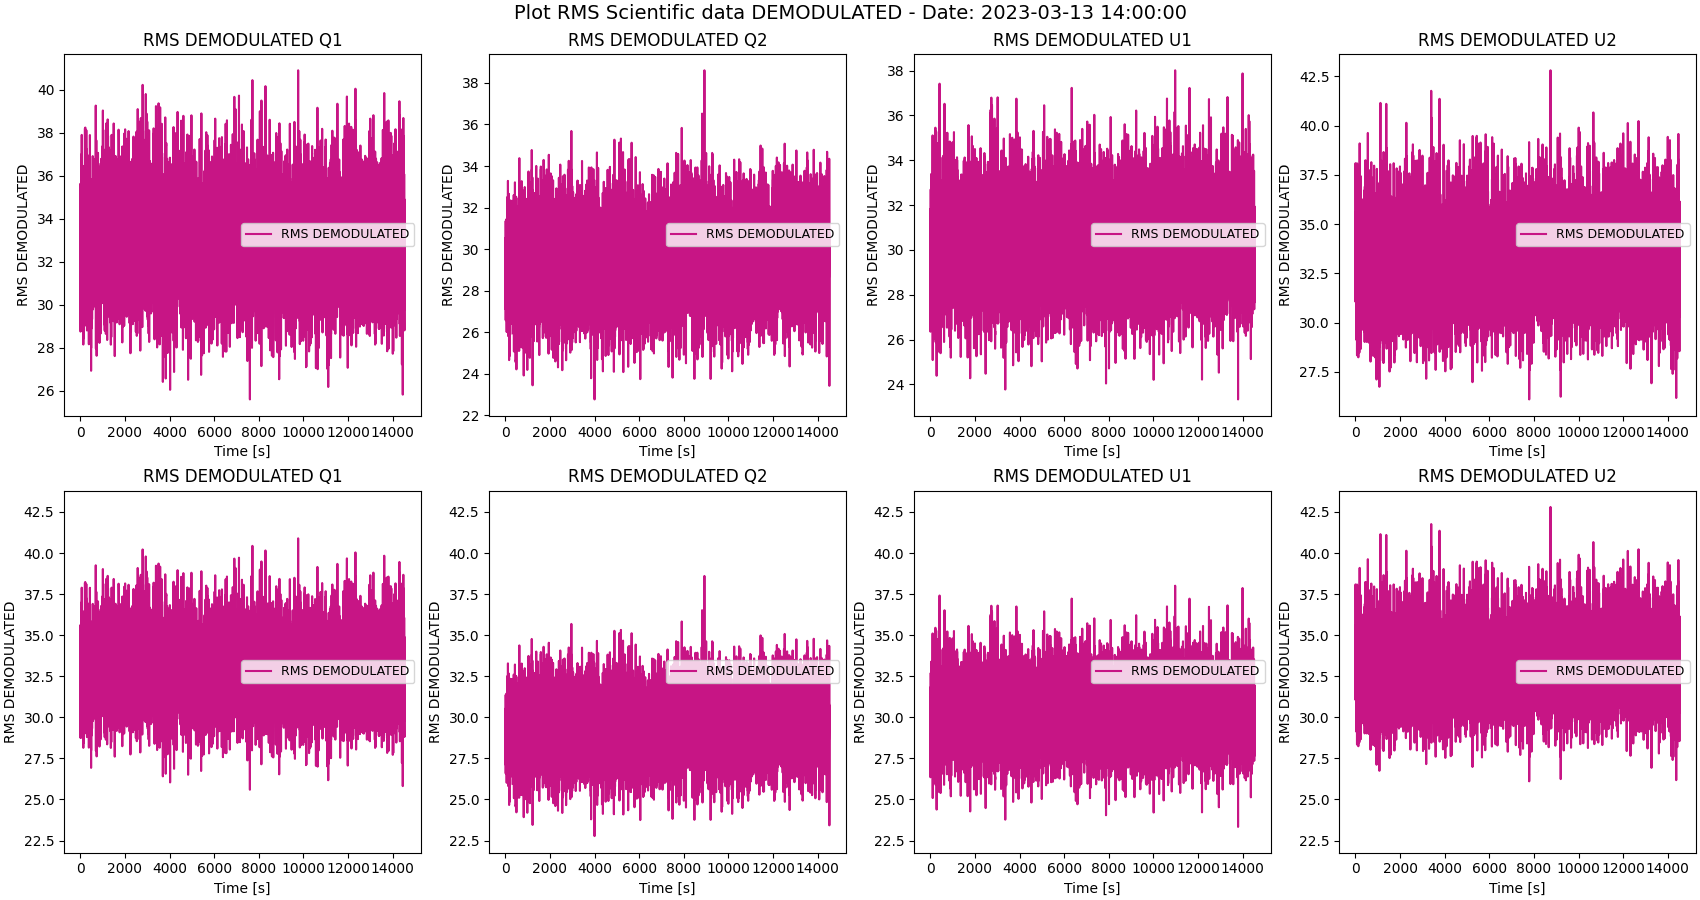 Plot RMS Scientific data DEMODULATED - Date: 2023-03-13 14:00:00
RMS DEMODULATED Q1
RMS DEMODULATED
40
38
36
34
32
30
28
26
RMS DEMODULATED
0 2000 4000 6000 8000 10000 12000 14000
Time [s]
RMS DEMODULATED Q2
RMS DEMODULATED
38
36
34
32
30
28
26
24
22
RMS DEMODULATED
0 2000 4000 6000 8000 10000 12000 14000
Time [s]
RMS DEMODULATED U1
RMS DEMODULATED
38
36
34
32
30
28
26
24
RMS DEMODULATED
0 2000 4000 6000 8000 10000 12000 14000
Time [s]
RMS DEMODULATED U2
RMS DEMODULATED
42.5
40.0
37.5
35.0
32.5
30.0
27.5
RMS DEMODULATED
0 2000 4000 6000 8000 10000 12000 14000
Time [s]
RMS DEMODULATED Q1
RMS DEMODULATED
42.5
40.0
37.5
35.0
32.5
30.0
27.5
25.0
22.5
RMS DEMODULATED
0 2000 4000 6000 8000 10000 12000 14000
Time [s]
RMS DEMODULATED Q2
RMS DEMODULATED
42.5
40.0
37.5
35.0
32.5
30.0
27.5
25.0
22.5
RMS DEMODULATED
0 2000 4000 6000 8000 10000 12000 14000
Time [s]
RMS DEMODULATED U1
RMS DEMODULATED
42.5
40.0
37.5
35.0
32.5
30.0
27.5
25.0
22.5
RMS DEMODULATED
0 2000 4000 6000 8000 10000 12000 14000
Time [s]
RMS DEMODULATED U2
RMS DEMODULATED
42.5
40.0
37.5
35.0
32.5
30.0
27.5
25.0
22.5
RMS DEMODULATED
0 2000 4000 6000 8000 10000 12000 14000
Time [s]